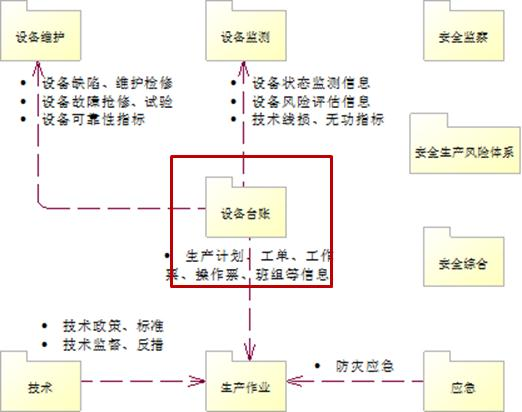 设备维护
设备监测
安全监察
• 设备缺陷、维护检修
• 设备故障抢修、试验
• 设备可靠性指标
• 设备状态监测信息
• 设备风险评估信息
• 技术线损、无功指标
安全生产风险体系
设备台账
• 生产计划、工单、工作
票、操作票、班组等信息
安全综合
• 技术政策、标准
• 技术监督、反措
• 防灾应急
技术
生产作业
应急